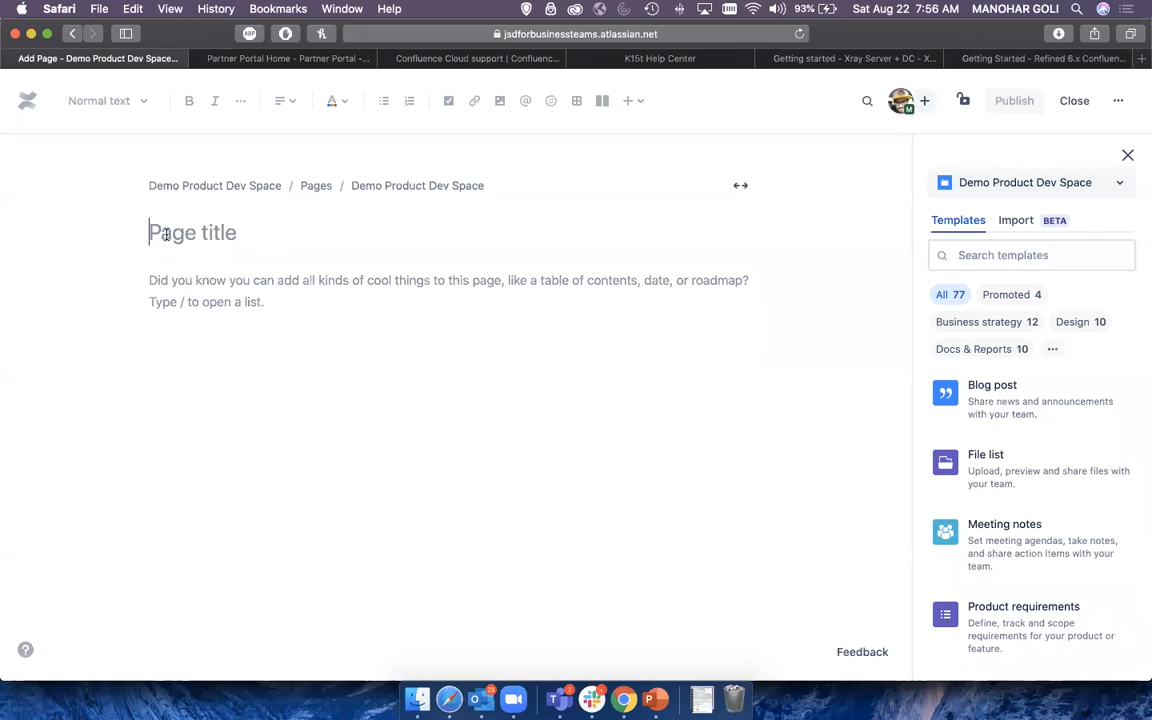 Safari File Edit View History Bookmarks Window Help 93% Sat Aug 22 7:56 AM MANOHAR GOLI
ABP jsdforbusinessteams.atlassian.net
Add Page - Demo Product Dev Space... Partner Portal Home - Partner Portal -... Confluence Cloud support | Confluenc... K15t Help Center Getting started - Xray Server + DC - X... Getting Started - Refined 6.x Confluen...
Normal text B I ... A @ + M + Publish Close ...
Demo Product Dev Space / Pages / Demo Product Dev Space
Page title
Did you know you can add all kinds of cool things to this page, like a table of contents, date, or roadmap?
Type / to open a list.
Demo Product Dev Space
Templates Import BETA
Search templates
All 77 Promoted 4
Business strategy 12 Design 10
Docs & Reports 10 ...
Blog post
Share news and announcements
with your team.
File list
Upload, preview and share files with
your team.
Meeting notes
Set meeting agendas, take notes,
and share action items with your
team.
Product requirements
Define, track and scope
requirements for your product or
feature.
? Feedback